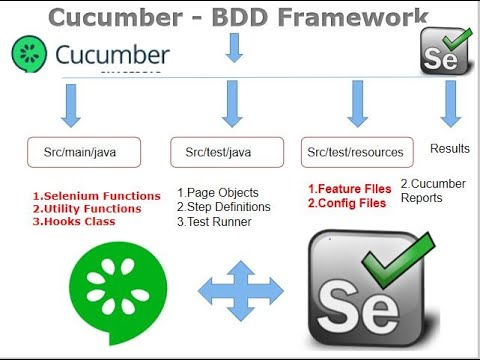 Cucumber - BDD Framework
Cucumber
Se
Src/main/java
Src/test/java
Src/test/resources
Results
1.Selenium Functions
2.Utility Functions
3.Hooks Class
1.Page Objects
2.Step Definitions
3.Test Runner
1.Feature FIles
2.Config Files
2.Cucumber
Reports
Se